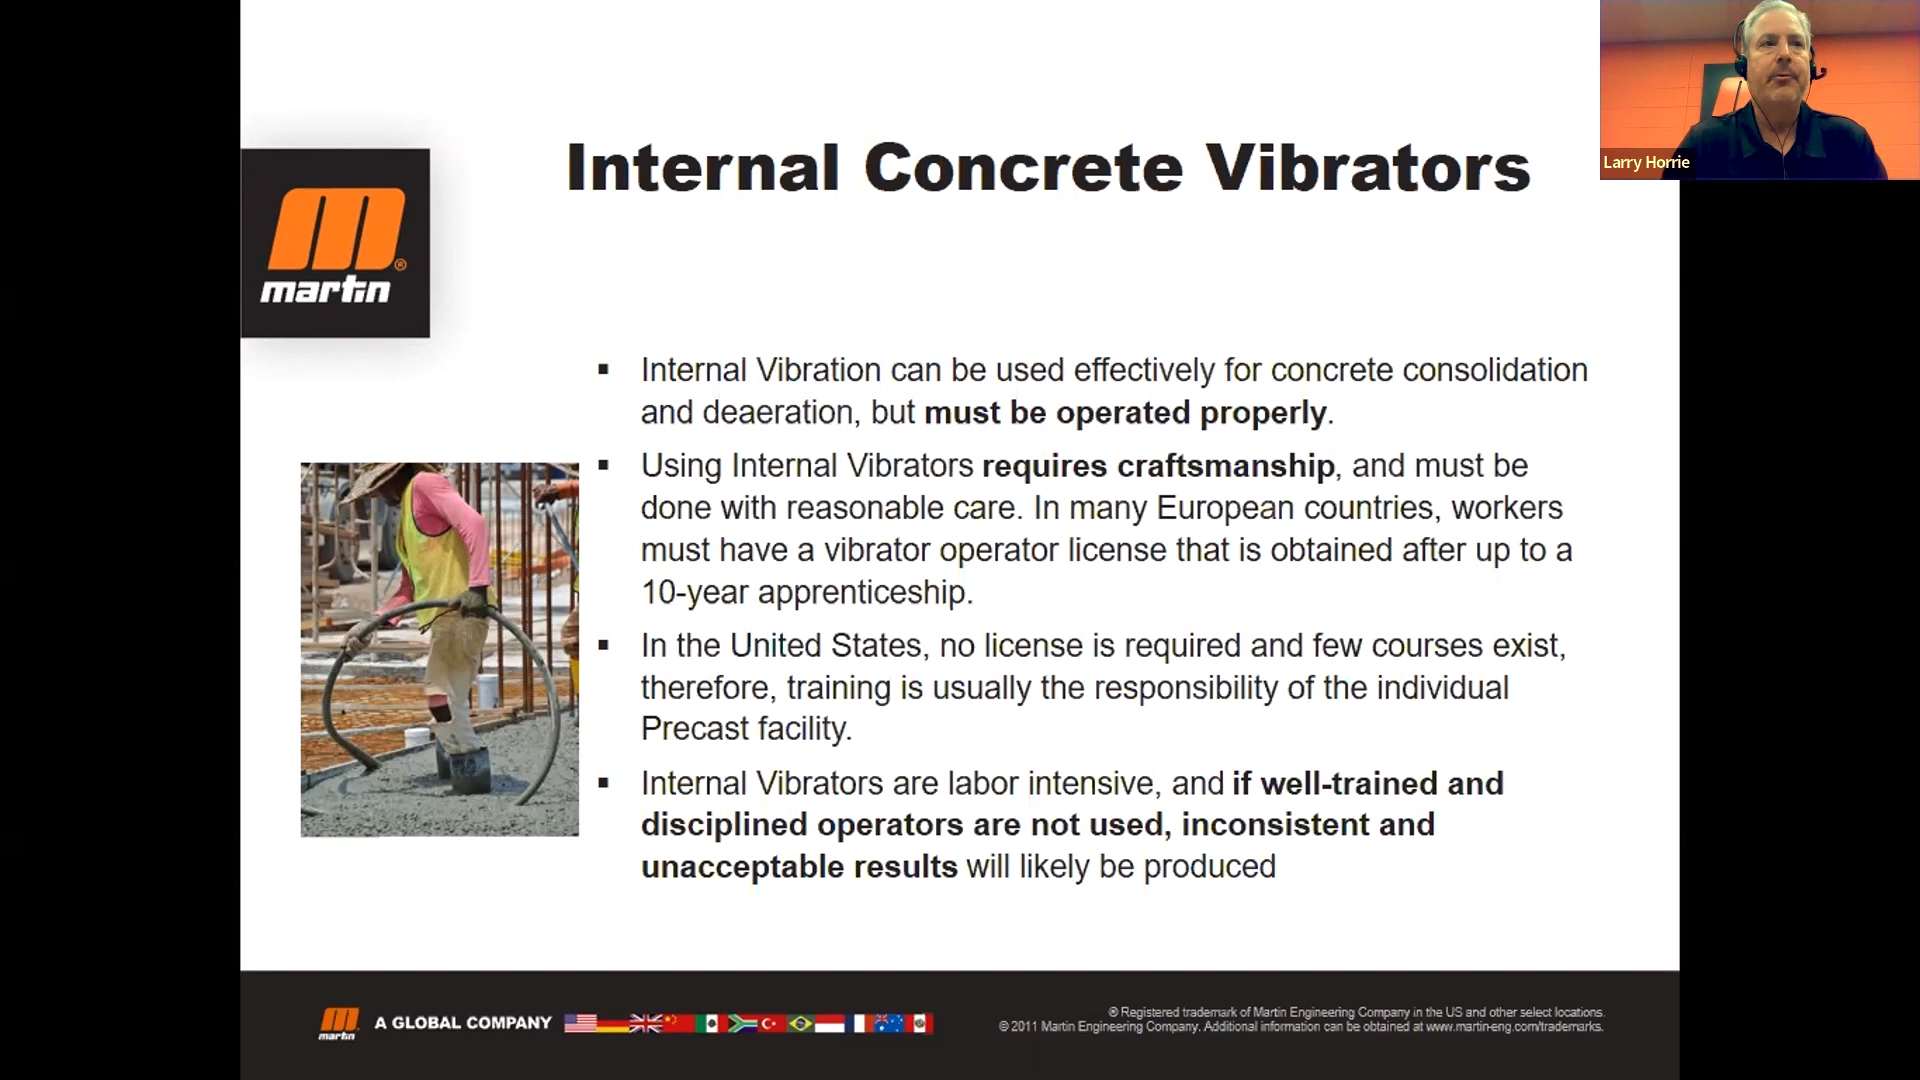 Larry Horrie
Internal Concrete Vibrators
martin
®
▪ Internal Vibration can be used effectively for concrete consolidation
and deaeration, but must be operated properly.
▪ Using Internal Vibrators requires craftsmanship, and must be
done with reasonable care. In many European countries, workers
must have a vibrator operator license that is obtained after up to a
10-year apprenticeship.
▪ In the United States, no license is required and few courses exist,
therefore, training is usually the responsibility of the individual
Precast facility.
▪ Internal Vibrators are labor intensive, and if well-trained and
disciplined operators are not used, inconsistent and
unacceptable results will likely be produced
martin
A GLOBAL COMPANY
® Registered trademark of Martin Engineering Company in the US and other select locations.
© 2011 Martin Engineering Company. Additional information can be obtained at www.martin-eng.com/trademarks.